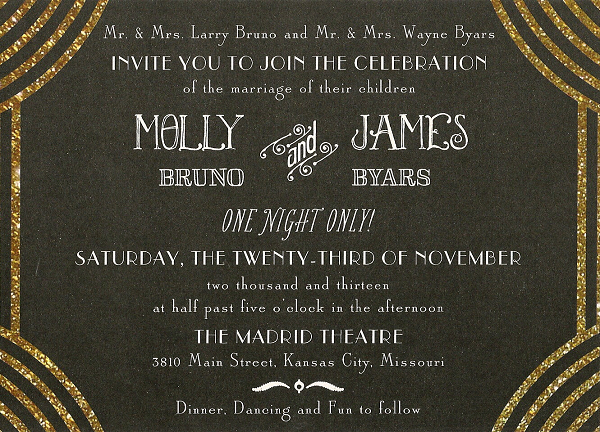 Mr. & Mrs. Larry Bruno and Mr. & Mrs. Wayne Byars
INVITE YOU TO JOIN THE CELEBRATION
of the marriage of their children
MOLLY and JAMES
BRUNO BYARS
ONE NIGHT ONLY!
SATURDAY, THE TWENTY-THIRD OF NOVEMBER
two thousand and thirteen
at half past five o'clock in the afternoon
THE MADRID THEATRE
3810 Main Street, Kansas City, Missouri
Dinner, Dancing and Fun to follow